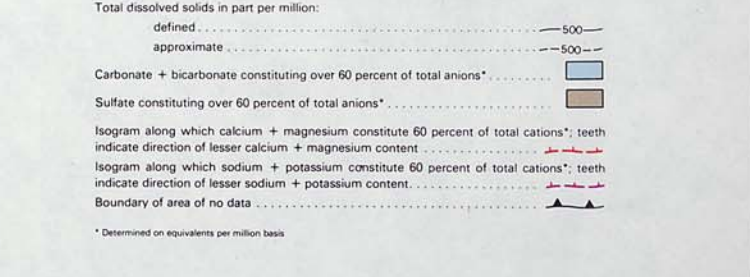 Total dissolved solids in part per million:
defined . . . . . . . . . . . . . . . . . . . . . . . . . . . . . . . . . . . . . . . . . . . . . . . . . . . . —500—
approximate . . . . . . . . . . . . . . . . . . . . . . . . . . . . . . . . . . . . . . . . . . . . . . . . ——500——
Carbonate + bicarbonate constituting over 60 percent of total anions* . . . . . . . . . .
Sulfate constituting over 60 percent of total anions* . . . . . . . . . . . . . . . . . . . . . . . . . .
Isogram along which calcium + magnesium constitute 60 percent of total cations*; teeth
indicate direction of lesser calcium + magnesium content . . . . . . . . . . . . . . . . . . .
Isogram along which sodium + potassium constitute 60 percent of total cations*; teeth
indicate direction of lesser sodium + potassium content. . . . . . . . . . . . . . . . . . . . .
Boundary of area of no data . . . . . . . . . . . . . . . . . . . . . . . . . . . . . . . . . . . . . . . . . . .
* Determined on equivalents per million basis